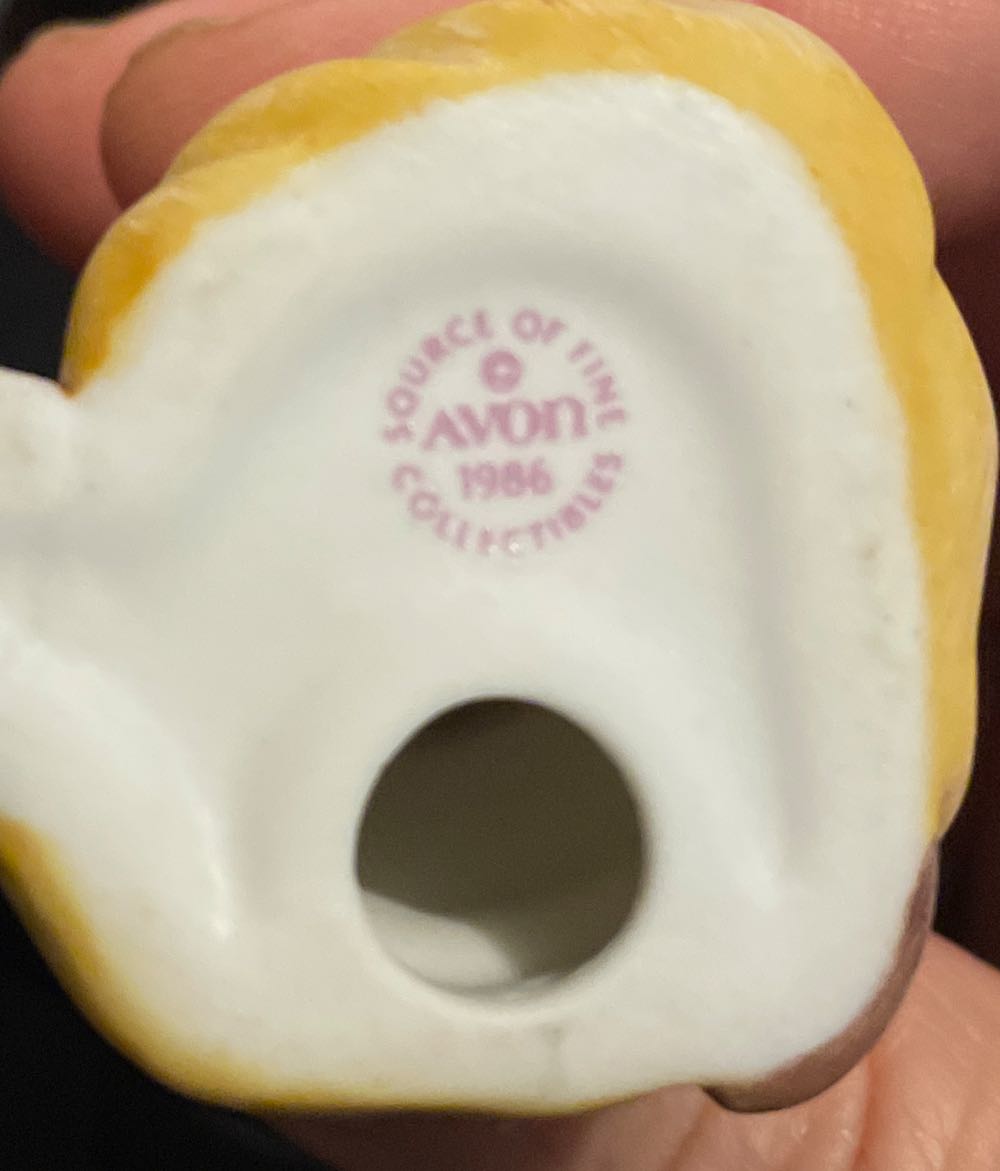 SOURCE OF FINE
©
AVON
1986
COLLECTIBLES